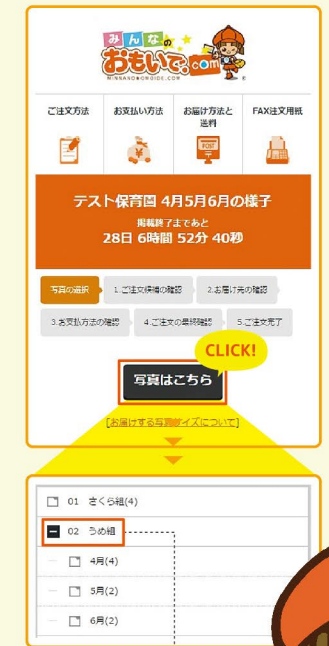 みんなの
おもいで.com
MINNANO★OMOIDE.COM
ご注文方法
お支払い方法
お届け方法と
送料
FAX注文用紙
POST
テスト保育園 4月5月6月の様子
掲載終了まであと
28日 6時間 52分 40秒
写真の選択
1.ご注文候補の確認
2.お届け先の確認
3.お支払方法の確認
4.ご注文の最終確認
5.ご注文完了
CLICK!
写真はこちら
[お届けする写真サイズについて]
01 さくら組(4)
02 うめ組
4月(4)
5月(2)
6月(2)